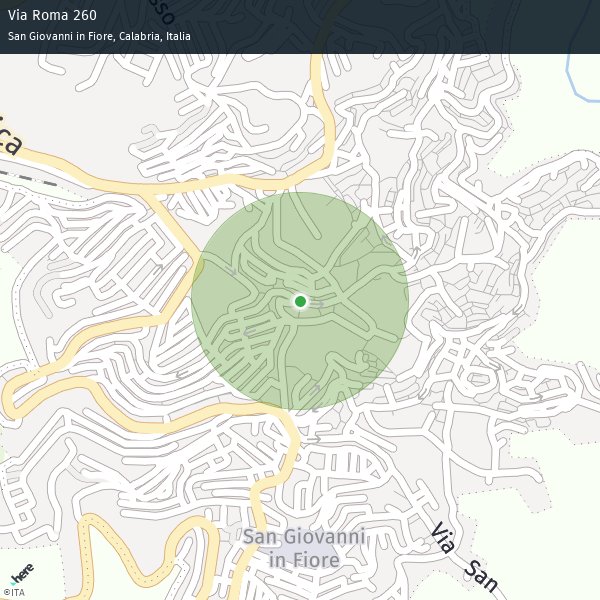 Via Roma 260
San Giovanni in Fiore, Calabria, Italia
sso
ca
San Giovanni
in Fiore
Via San
here
©ITA